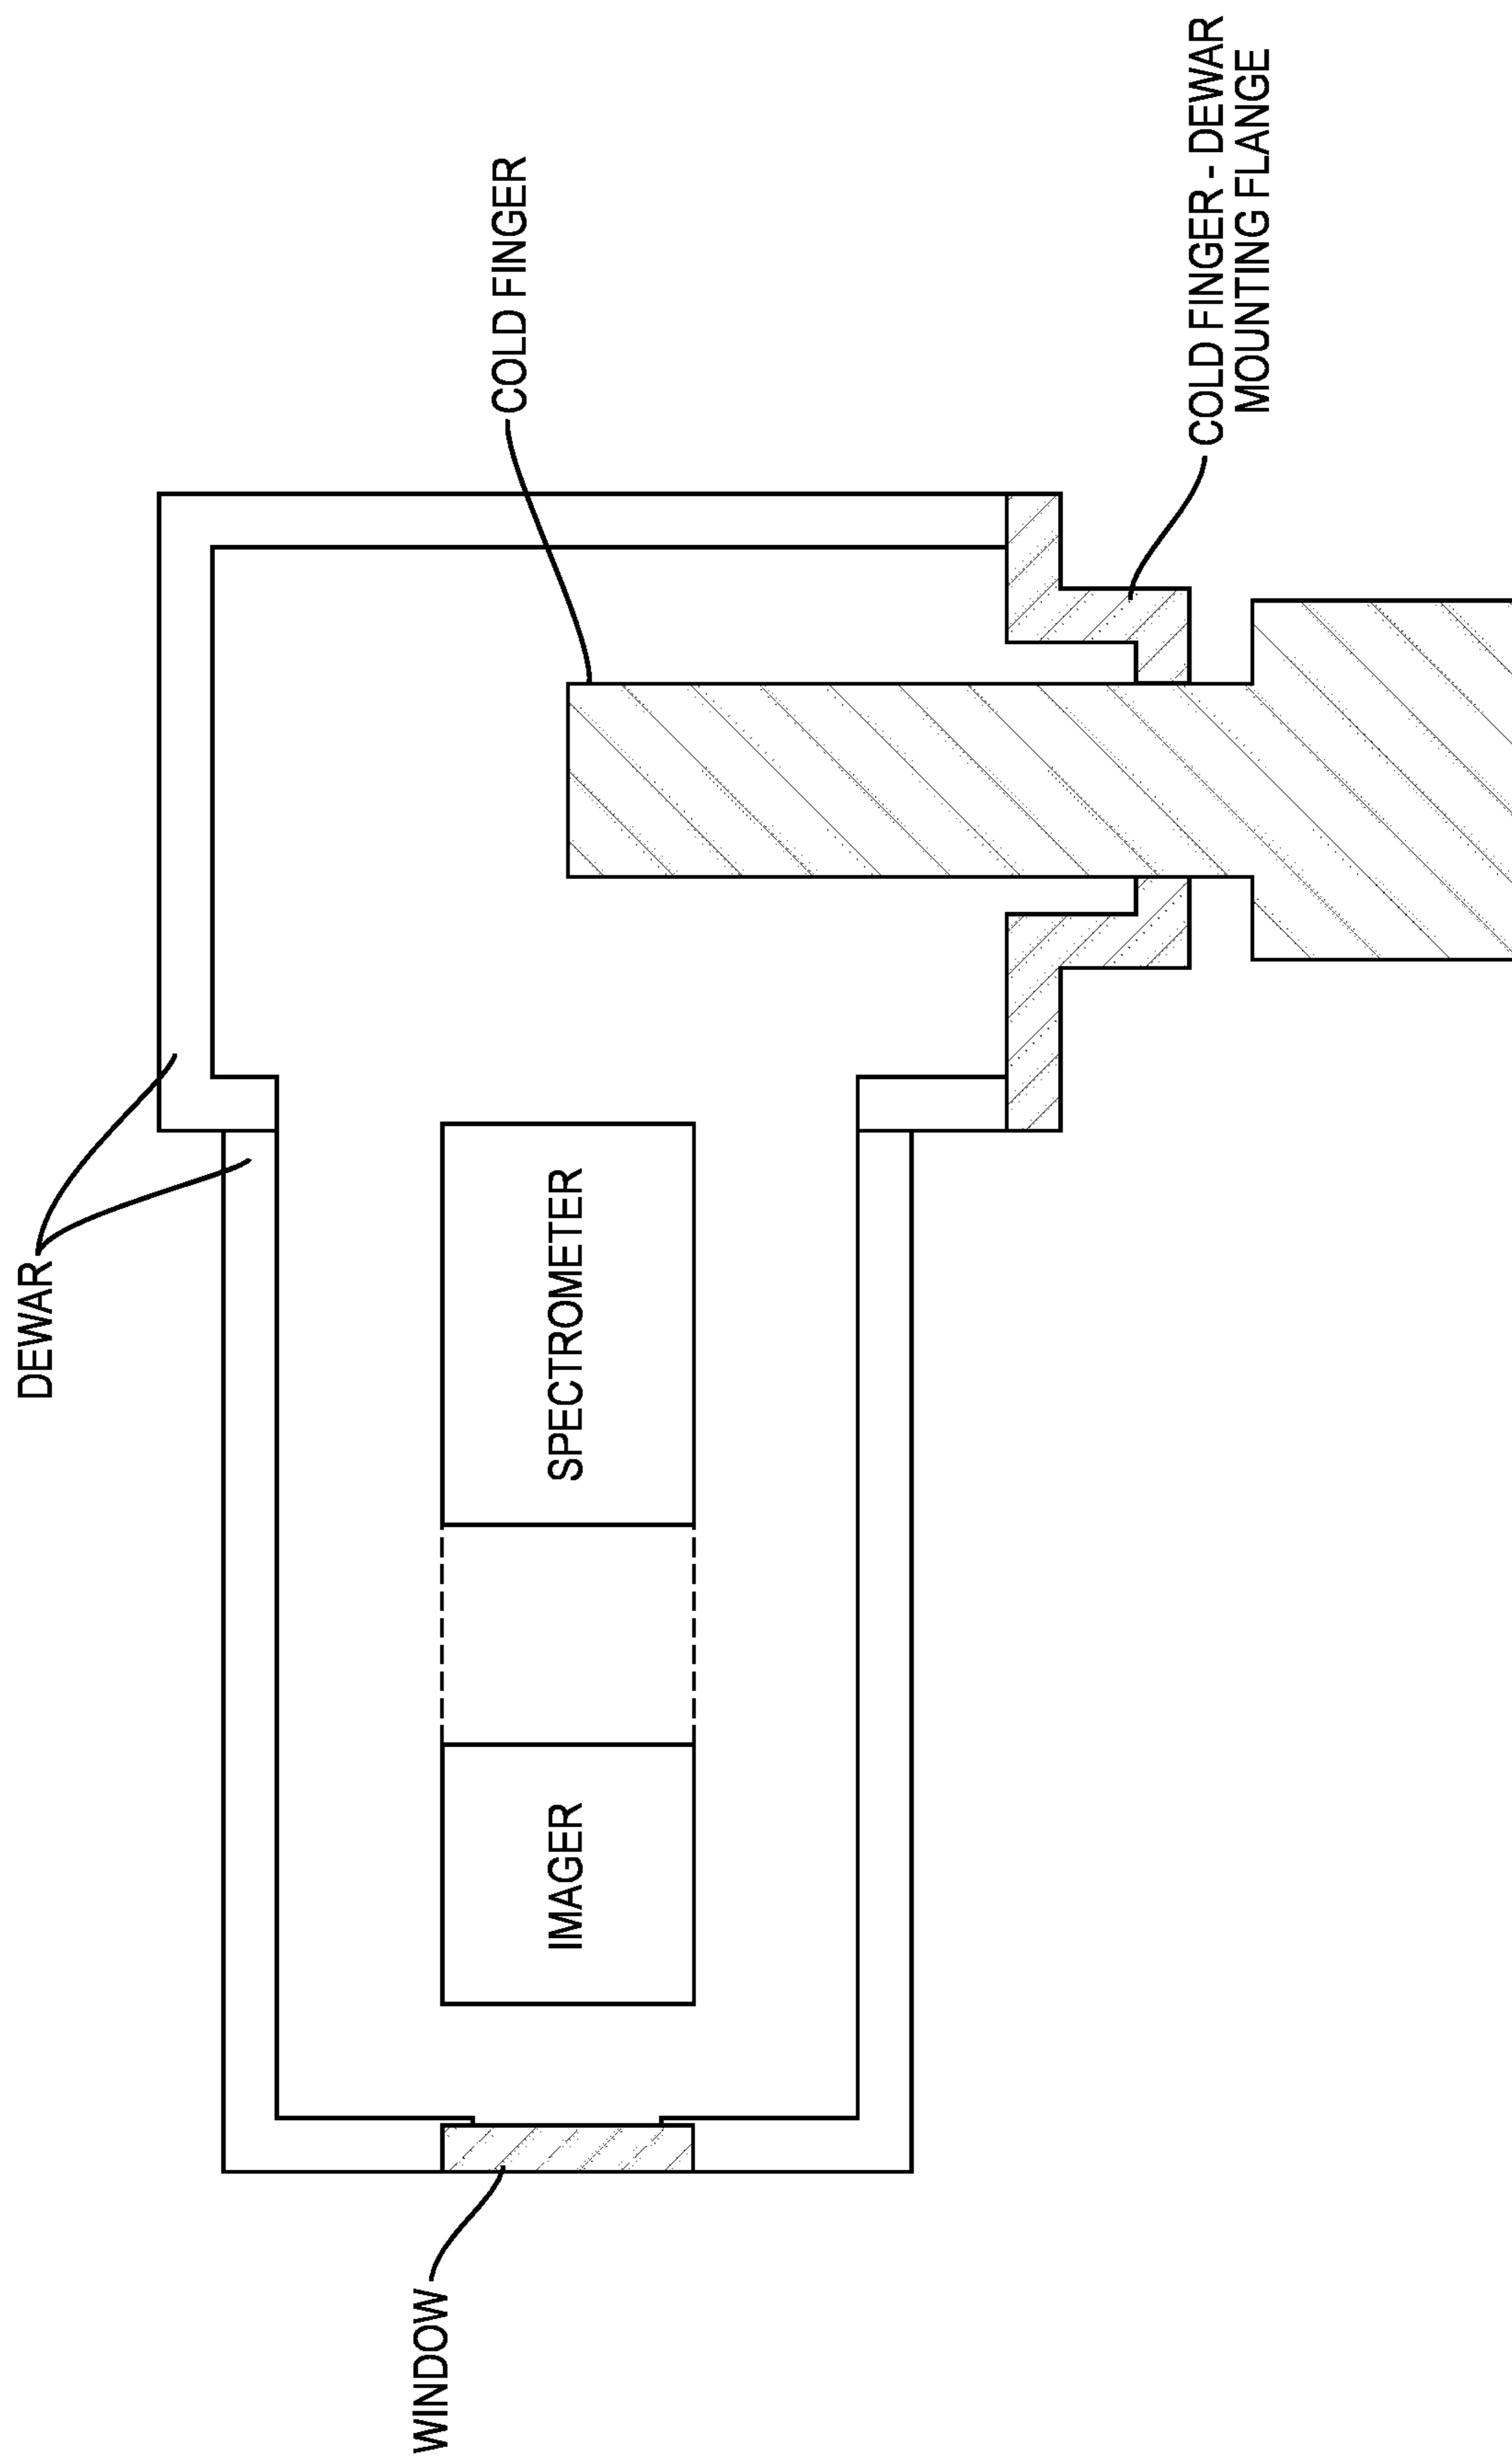 DEWAR
COLD FINGER
COLD FINGER - DEWAR
MOUNTING FLANGE
WINDOW
IMAGER
SPECTROMETER